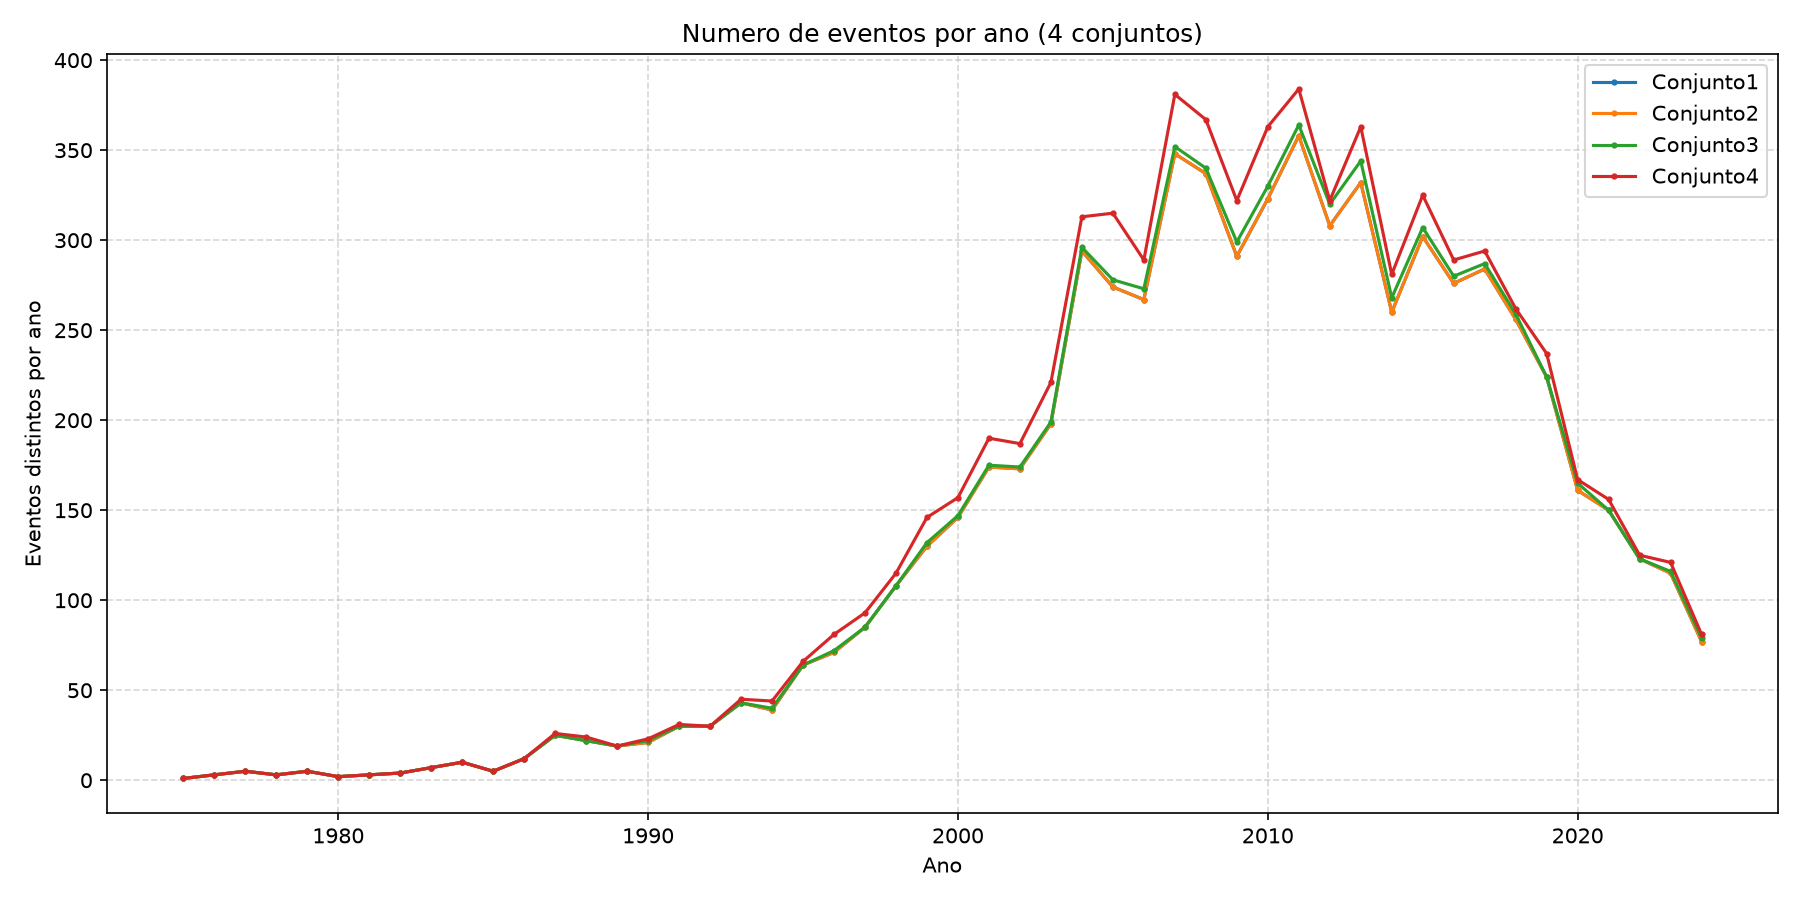 Numero de eventos por ano (4 conjuntos)
400
350
300
250
200
150
100
50
0
Eventos distintos por ano
Conjunto1
Conjunto2
Conjunto3
Conjunto4
1980
1990
2000
2010
2020
Ano